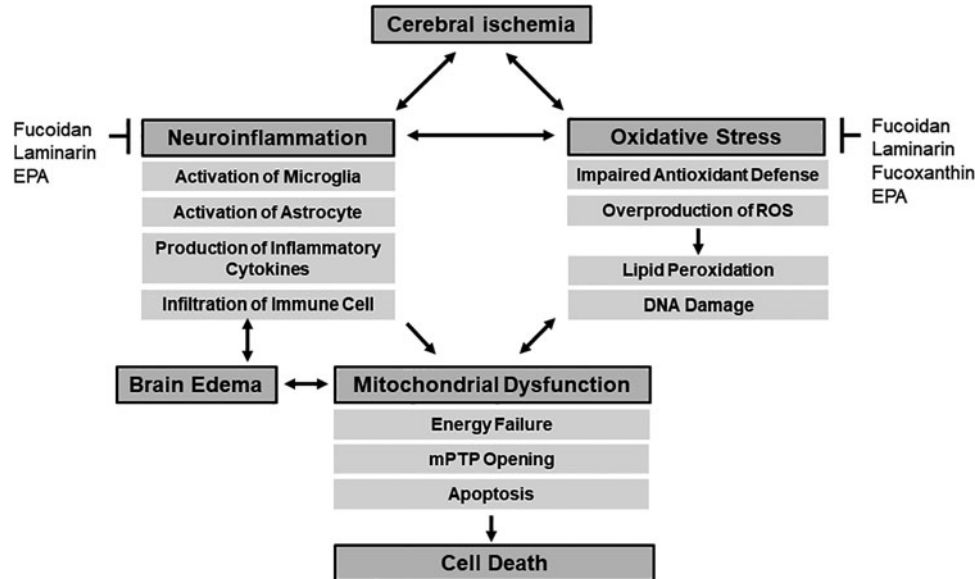 Cerebral ischemia
Fucoidan
Laminarin
EPA
Neuroinflammation
Activation of Microglia
Activation of Astrocyte
Production of Inflammatory
Cytokines
Infiltration of Immune Cell
Oxidative Stress
Impaired Antioxidant Defense
Overproduction of ROS
Lipid Peroxidation
DNA Damage
Fucoidan
Laminarin
Fucoxanthin
EPA
Brain Edema
Mitochondrial Dysfunction
Energy Failure
mPTP Opening
Apoptosis
Cell Death